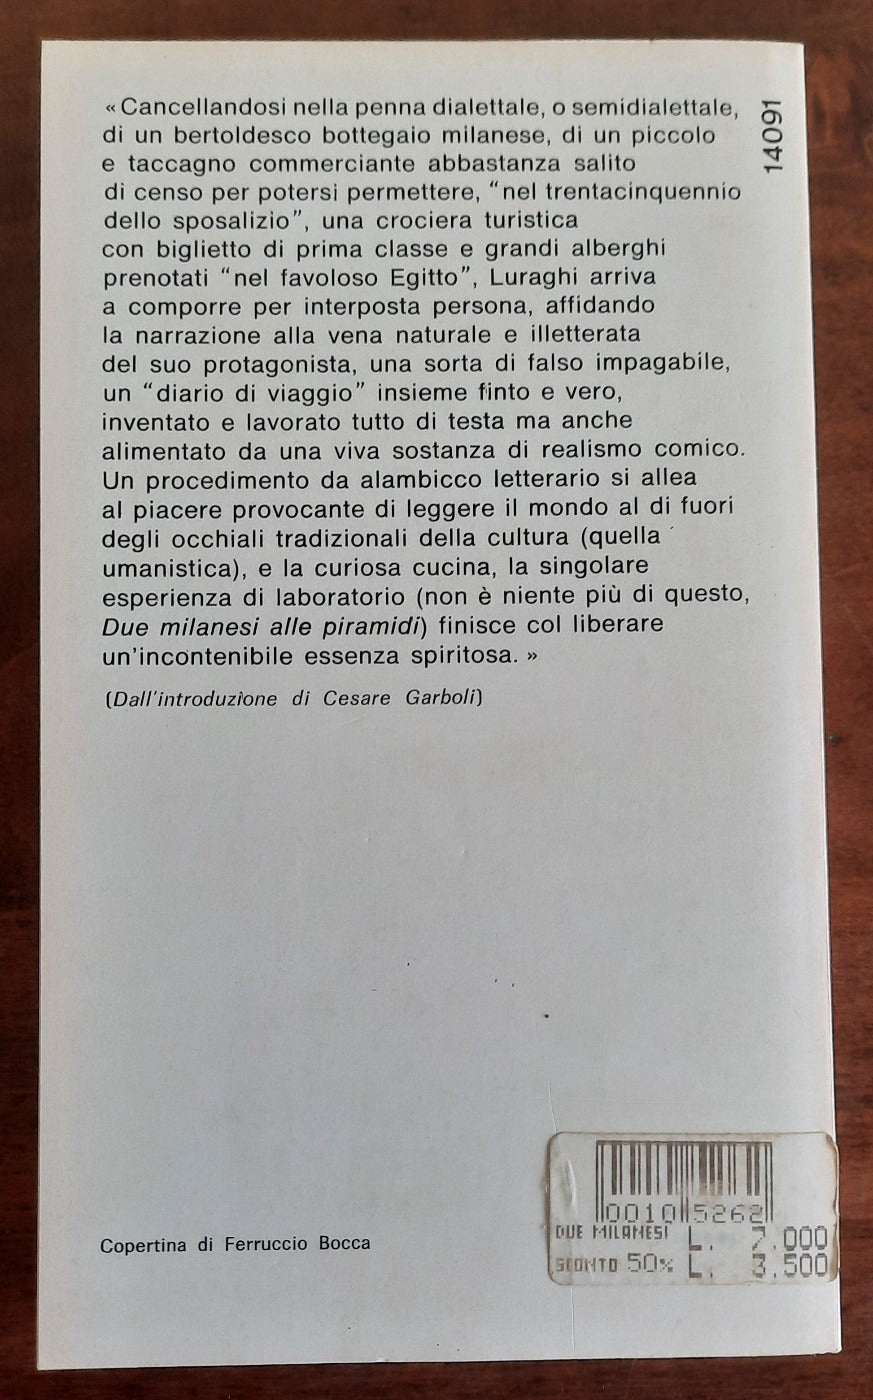 «Cancellandosi nella penna dialettale, o semidialettale,
di un bertoldesco bottegaio milanese, di un piccolo
e taccagno commerciante abbastanza salito
di censo per potersi permettere, “nel trentacinquennio
dello sposalizio”, una crociera turistica
con biglietto di prima classe e grandi alberghi
prenotati “nel favoloso Egitto”, Luraghi arriva
a comporre per interposta persona, affidando
la narrazione alla vena naturale e illetterata
del suo protagonista, una sorta di falso impagabile,
un “diario di viaggio” insieme finto e vero,
inventato e lavorato tutto di testa ma anche
alimentato da una viva sostanza di realismo comico.
Un procedimento da alambicco letterario si allea
al piacere provocante di leggere il mondo al di fuori
degli occhiali tradizionali della cultura (quella
umanistica), e la curiosa cucina, la singolare
esperienza di laboratorio (non è niente più di questo,
Due milanesi alle piramidi) finisce col liberare
un'incontenibile essenza spiritosa.»
(Dall'introduzione di Cesare Garboli)
14091
Copertina di Ferruccio Bocca
0010 5262
DUE MILANESI L. 7.000
SCONTO 50% L. 3.500